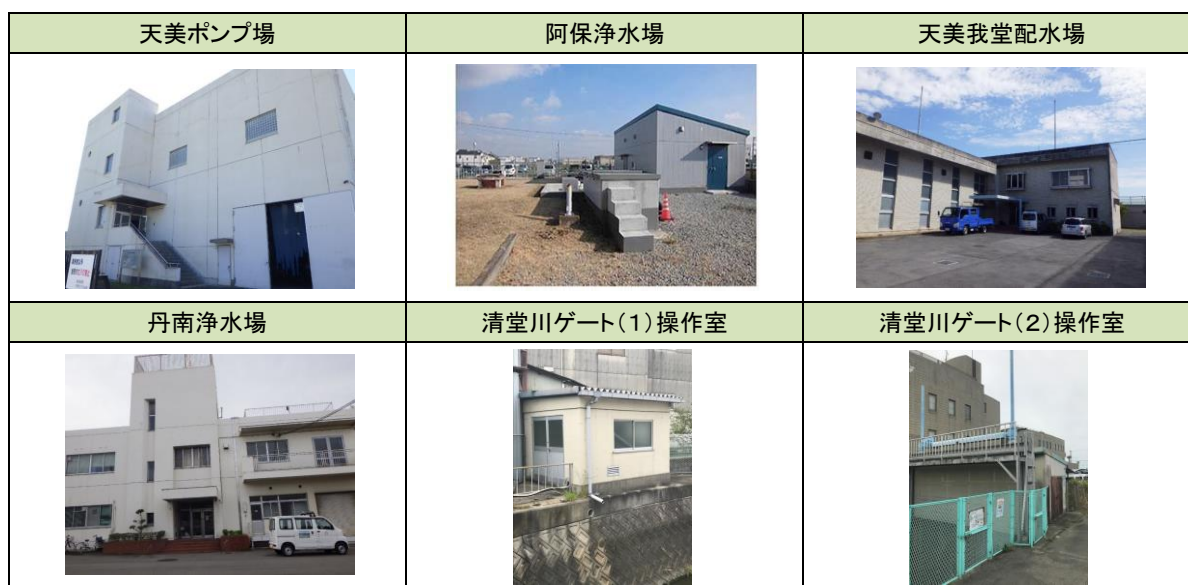 天美ポンプ場
阿保浄水場
天美我堂配水場
丹南浄水場
清堂川ゲート(1)操作室
清堂川ゲート(2)操作室